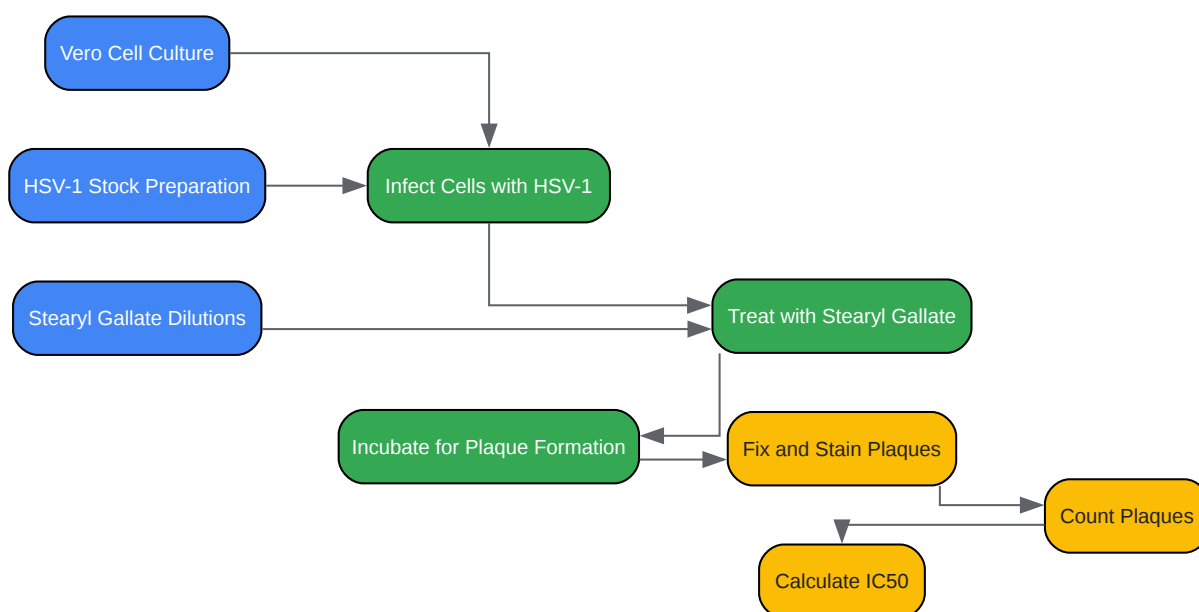 Vero Cell Culture
HSV-1 Stock Preparation
Infect Cells with HSV-1
Stearyl Gallate Dilutions
Treat with Stearyl Gallate
Incubate for Plaque Formation
Fix and Stain Plaques
Count Plaques
Calculate IC50